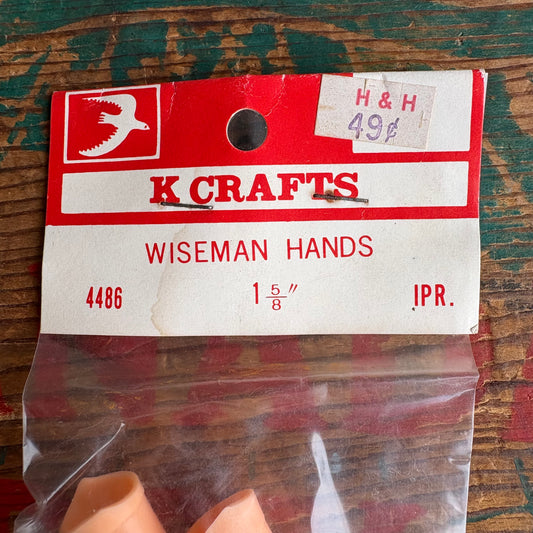 H & H
49¢
K CRAFTS
WISEMAN HANDS
4486 1 5/8" 1PR.